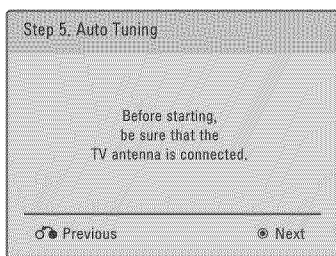 Step 5. Auto Tuning
Before starting,
be sure that the
TV antenna is connected.
Previous
Next